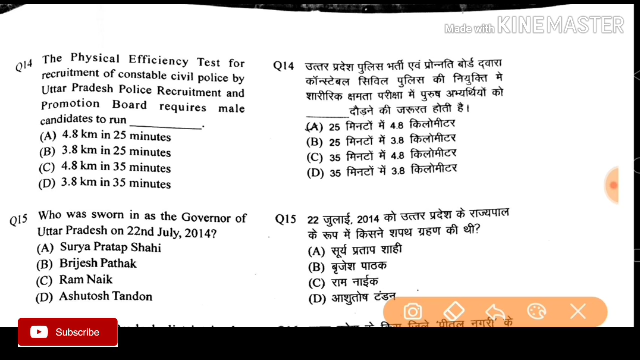 Made with KINEMASTER
Q14 The Physical Efficiency Test for
recruitment of constable civil police by
Uttar Pradesh Police Recruitment and
Promotion Board requires male
candidates to run ____________.
(A) 4.8 km in 25 minutes
(B) 3.8 km in 25 minutes
(C) 4.8 km in 35 minutes
(D) 3.8 km in 35 minutes
Q15 Who was sworn in as the Governor of
Uttar Pradesh on 22nd July, 2014?
(A) Surya Pratap Shahi
(B) Brijesh Pathak
(C) Ram Naik
(D) Ashutosh Tandon
Q14 उत्तर प्रदेश पुलिस भर्ती एवं प्रोन्नति बोर्ड द्वारा
कॉन्स्टेबल सिविल पुलिस की नियुक्ति मे
शारीरिक क्षमता परीक्षा में पुरुष अभ्यर्थियों को
________ दौडने की जरूरत होती है।
(A) 25 मिनटों में 4.8 किलोमीटर
(B) 25 मिनटों में 3.8 किलोमीटर
(C) 35 मिनटों में 4.8 किलोमीटर
(D) 35 मिनटों में 3.8 किलोमीटर
Q15 22 जुलाई, 2014 को उत्तर प्रदेश के राज्यपाल
के रूप में किसने शपथ ग्रहण की थी?
(A) सूर्य प्रताप शाही
(B) बृजेश पाठक
(C) राम नाईक
(D) आशुतोष टंडन
Subscribe